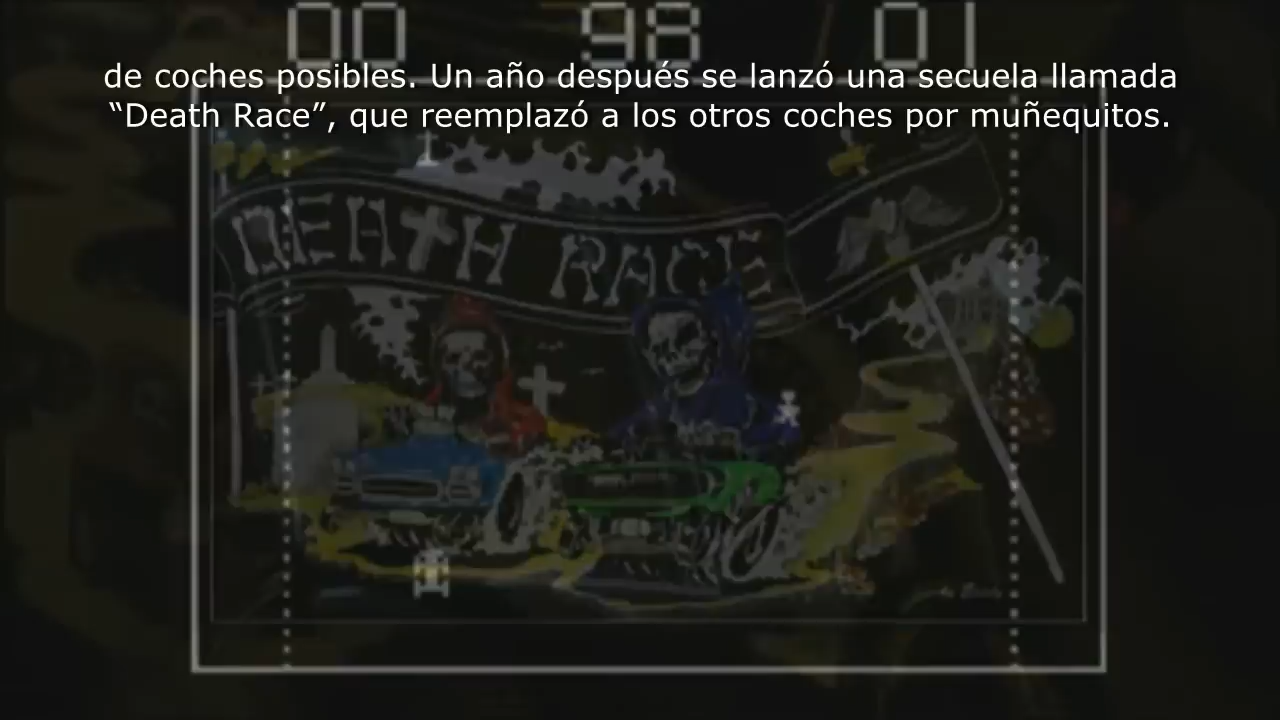 00 98 01
de coches posibles. Un año después se lanzó una secuela llamada
“Death Race”, que reemplazó a los otros coches por muñequitos.
DEATH RACE